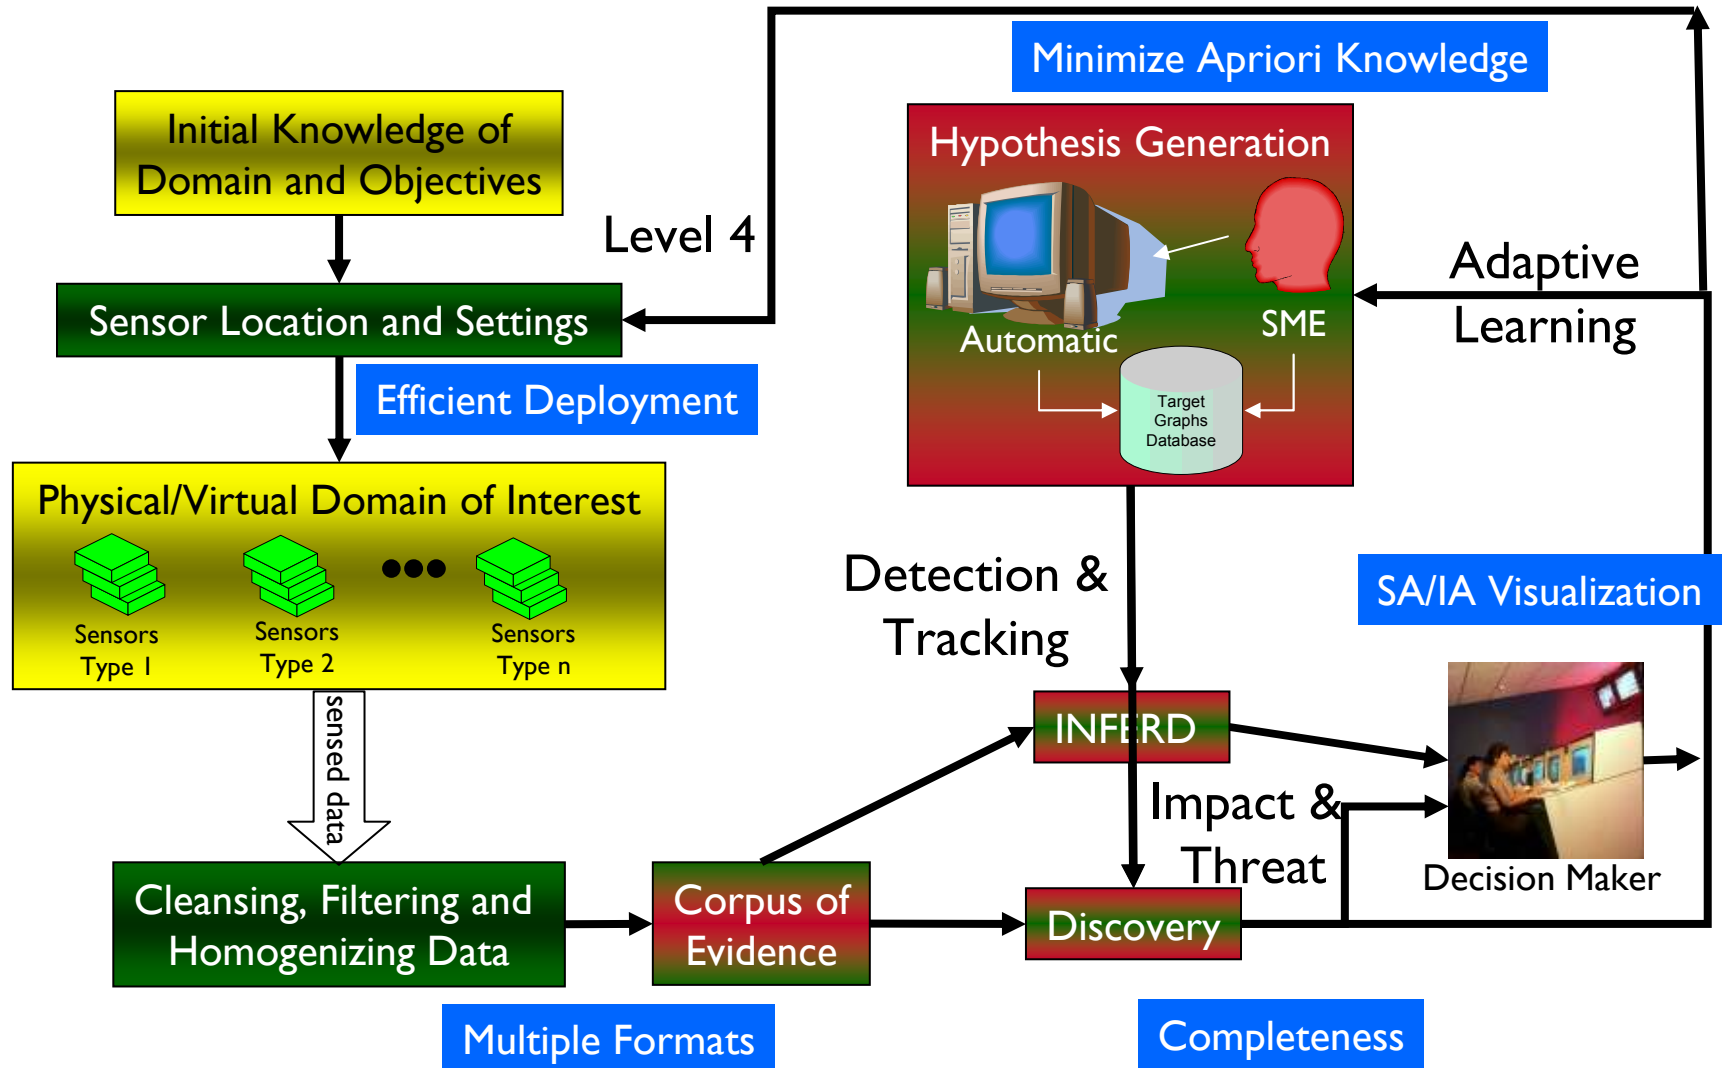 Minimize Apriori Knowledge
Initial Knowledge of
Domain and Objectives
Hypothesis Generation
Level 4
Sensor Location and Settings
Automatic
SME
Adaptive
Learning
Efficient Deployment
Target
Graphs
Database
Physical/Virtual Domain of Interest
Sensors
Type 1
Sensors
Type 2
Sensors
Type n
Detection &
Tracking
SA/IA Visualization
sensed data
INFERD
Impact &
Threat
Decision Maker
Cleansing, Filtering and
Homogenizing Data
Corpus of
Evidence
Discovery
Multiple Formats
Completeness